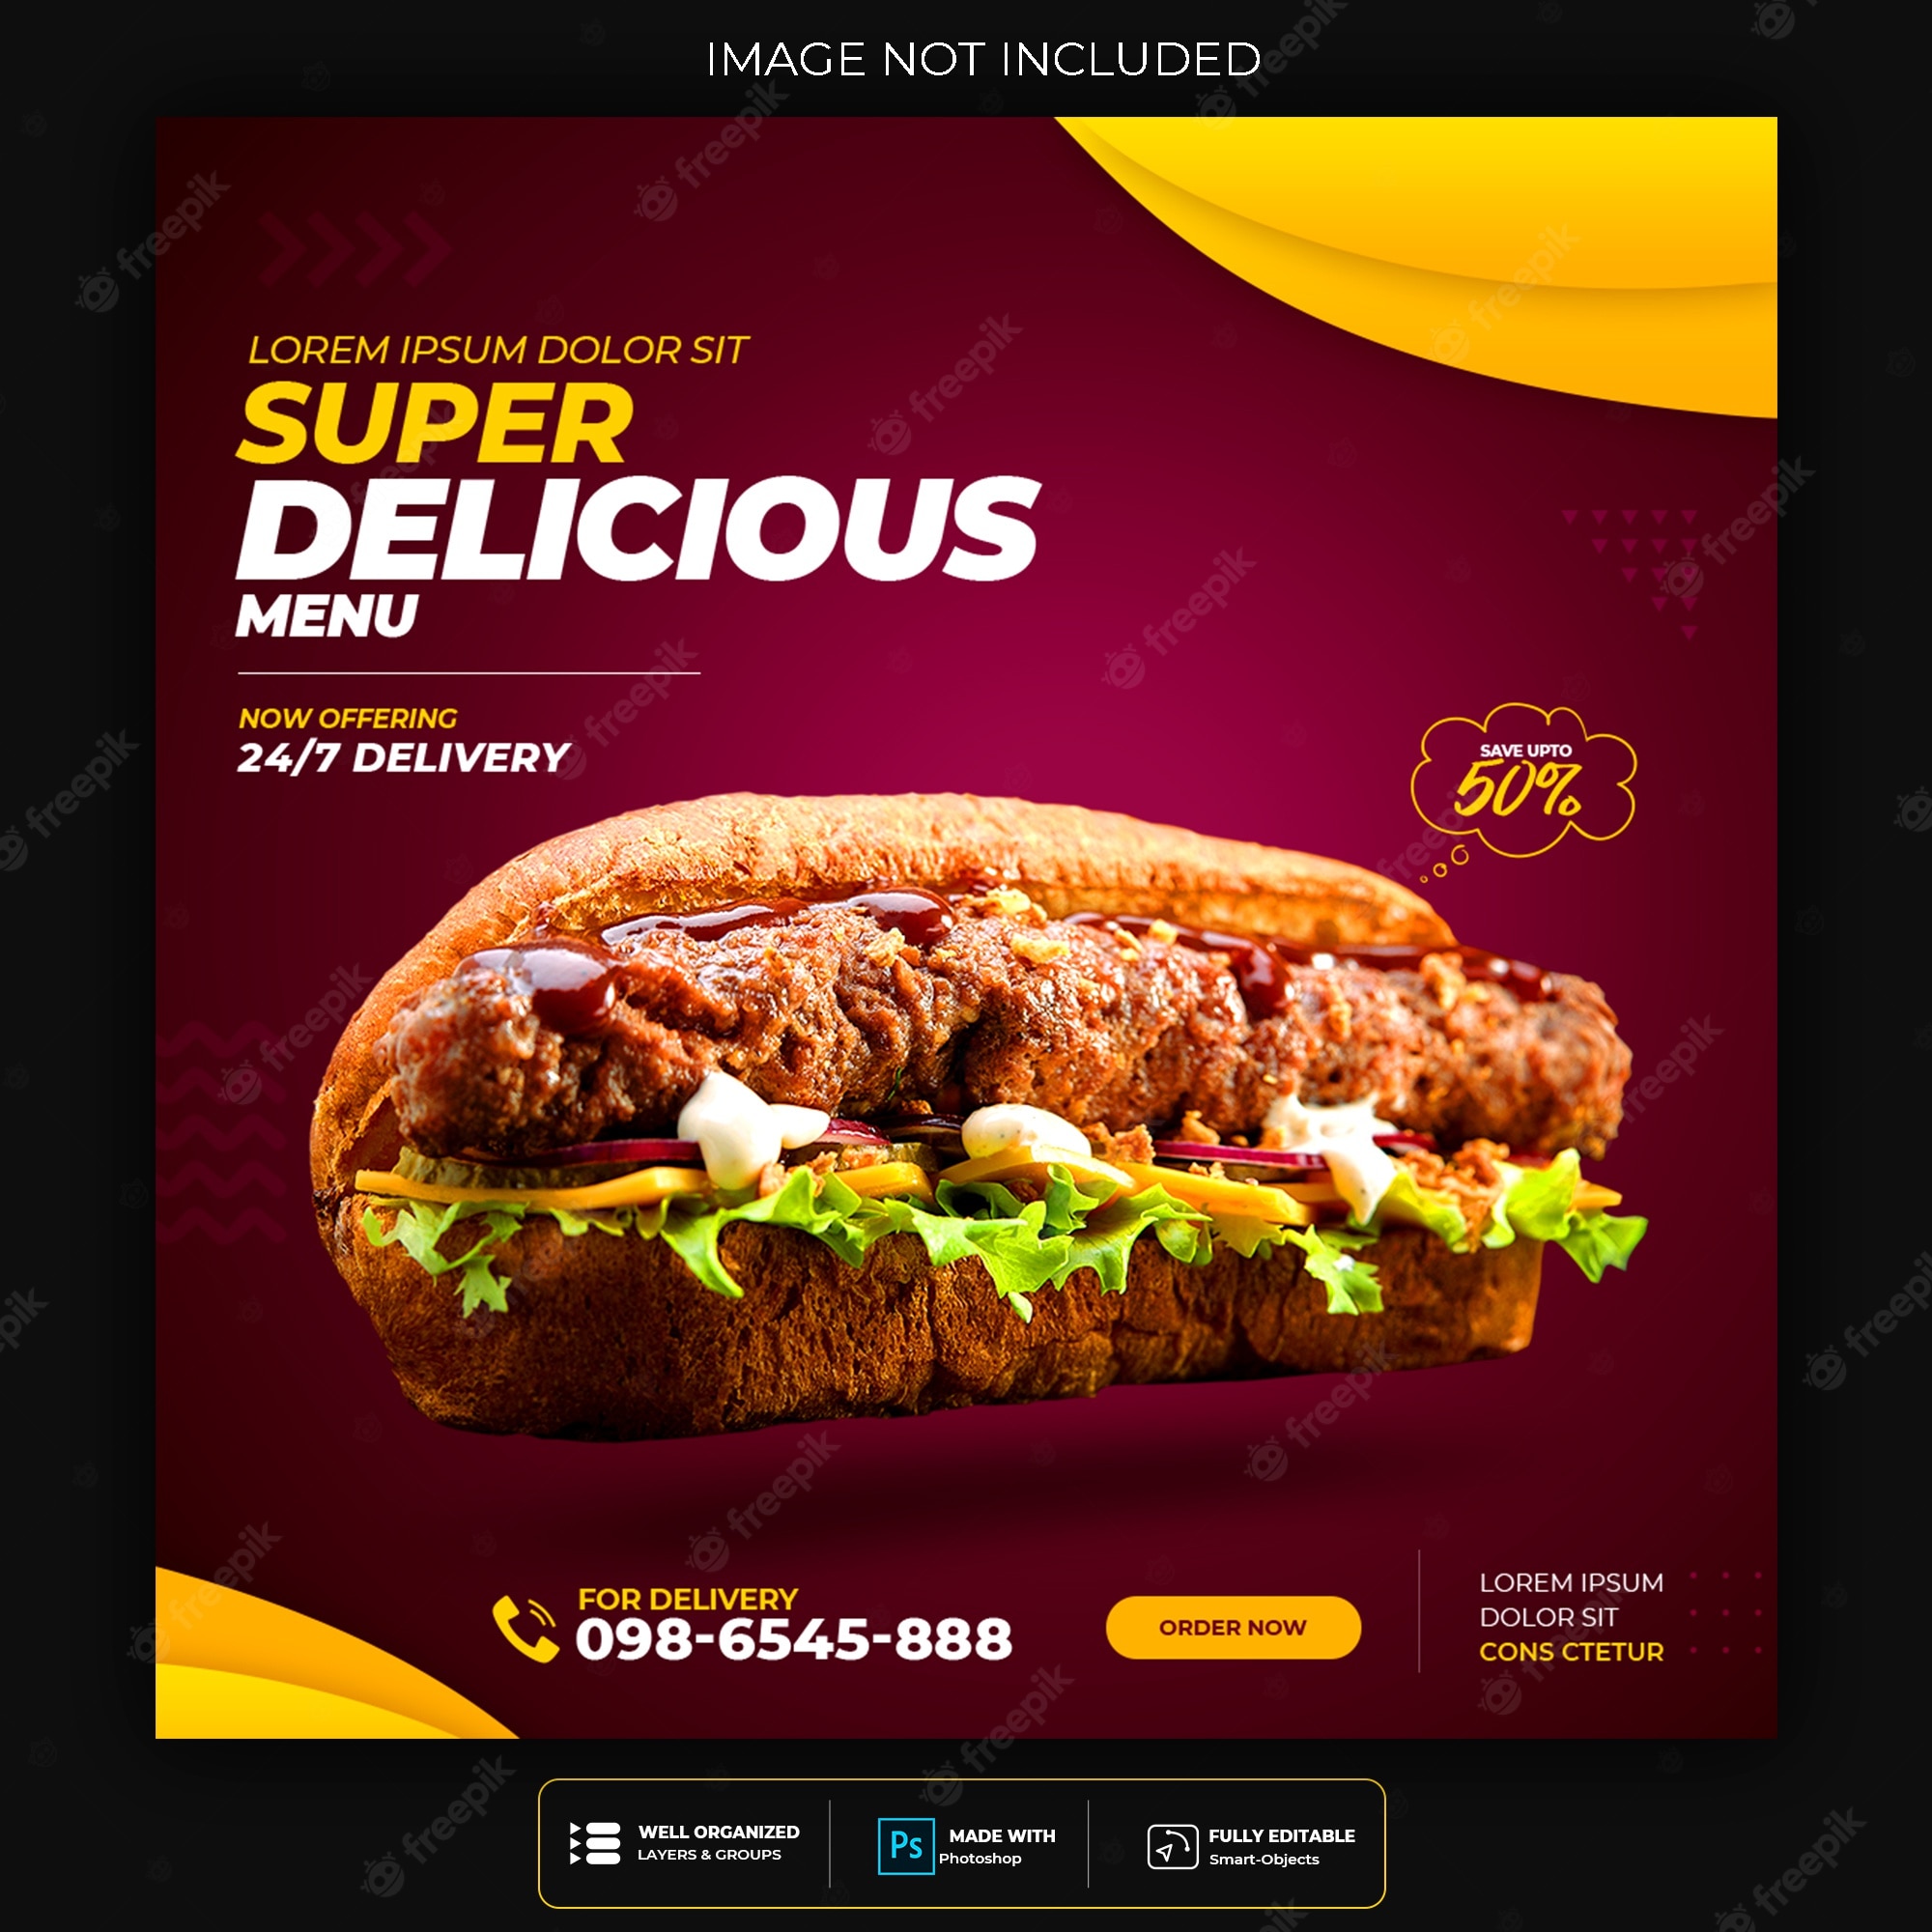 IMAGE NOT INCLUDED
LOREM IPSUM DOLOR SIT
SUPER
DELICIOUS
MENU
NOW OFFERING
24/7 DELIVERY
SAVE UPTO
50%
FOR DELIVERY
098-6545-888
ORDER NOW
LOREM IPSUM
DOLOR SIT
CONS CTETUR
WELL ORGANIZED
LAYERS & GROUPS
Ps
MADE WITH
Photoshop
FULLY EDITABLE
Smart-Objects
freepik